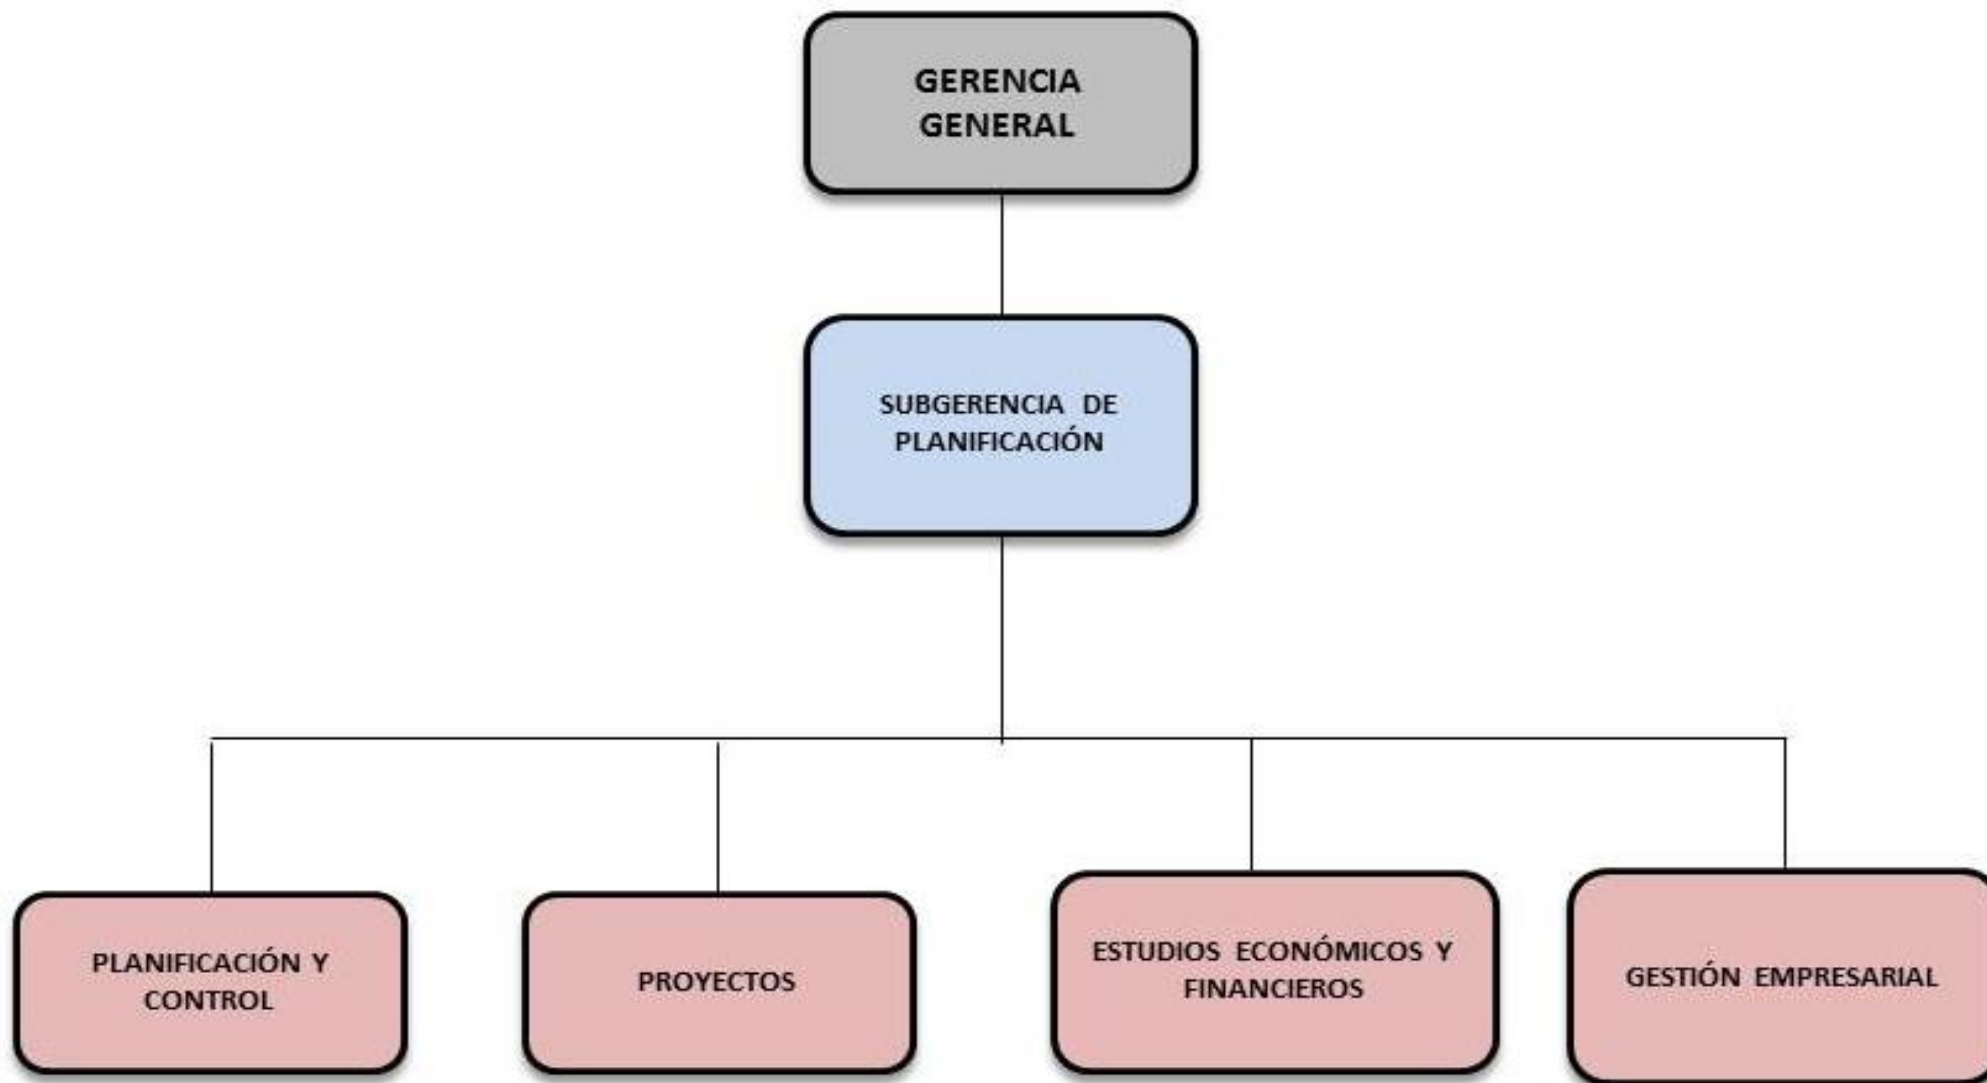 GERENCIA
GENERAL
SUBGERENCIA DE
PLANIFICACIÓN
PLANIFICACIÓN Y
CONTROL
PROYECTOS
ESTUDIOS ECONÓMICOS Y
FINANCIEROS
GESTIÓN EMPRESARIAL